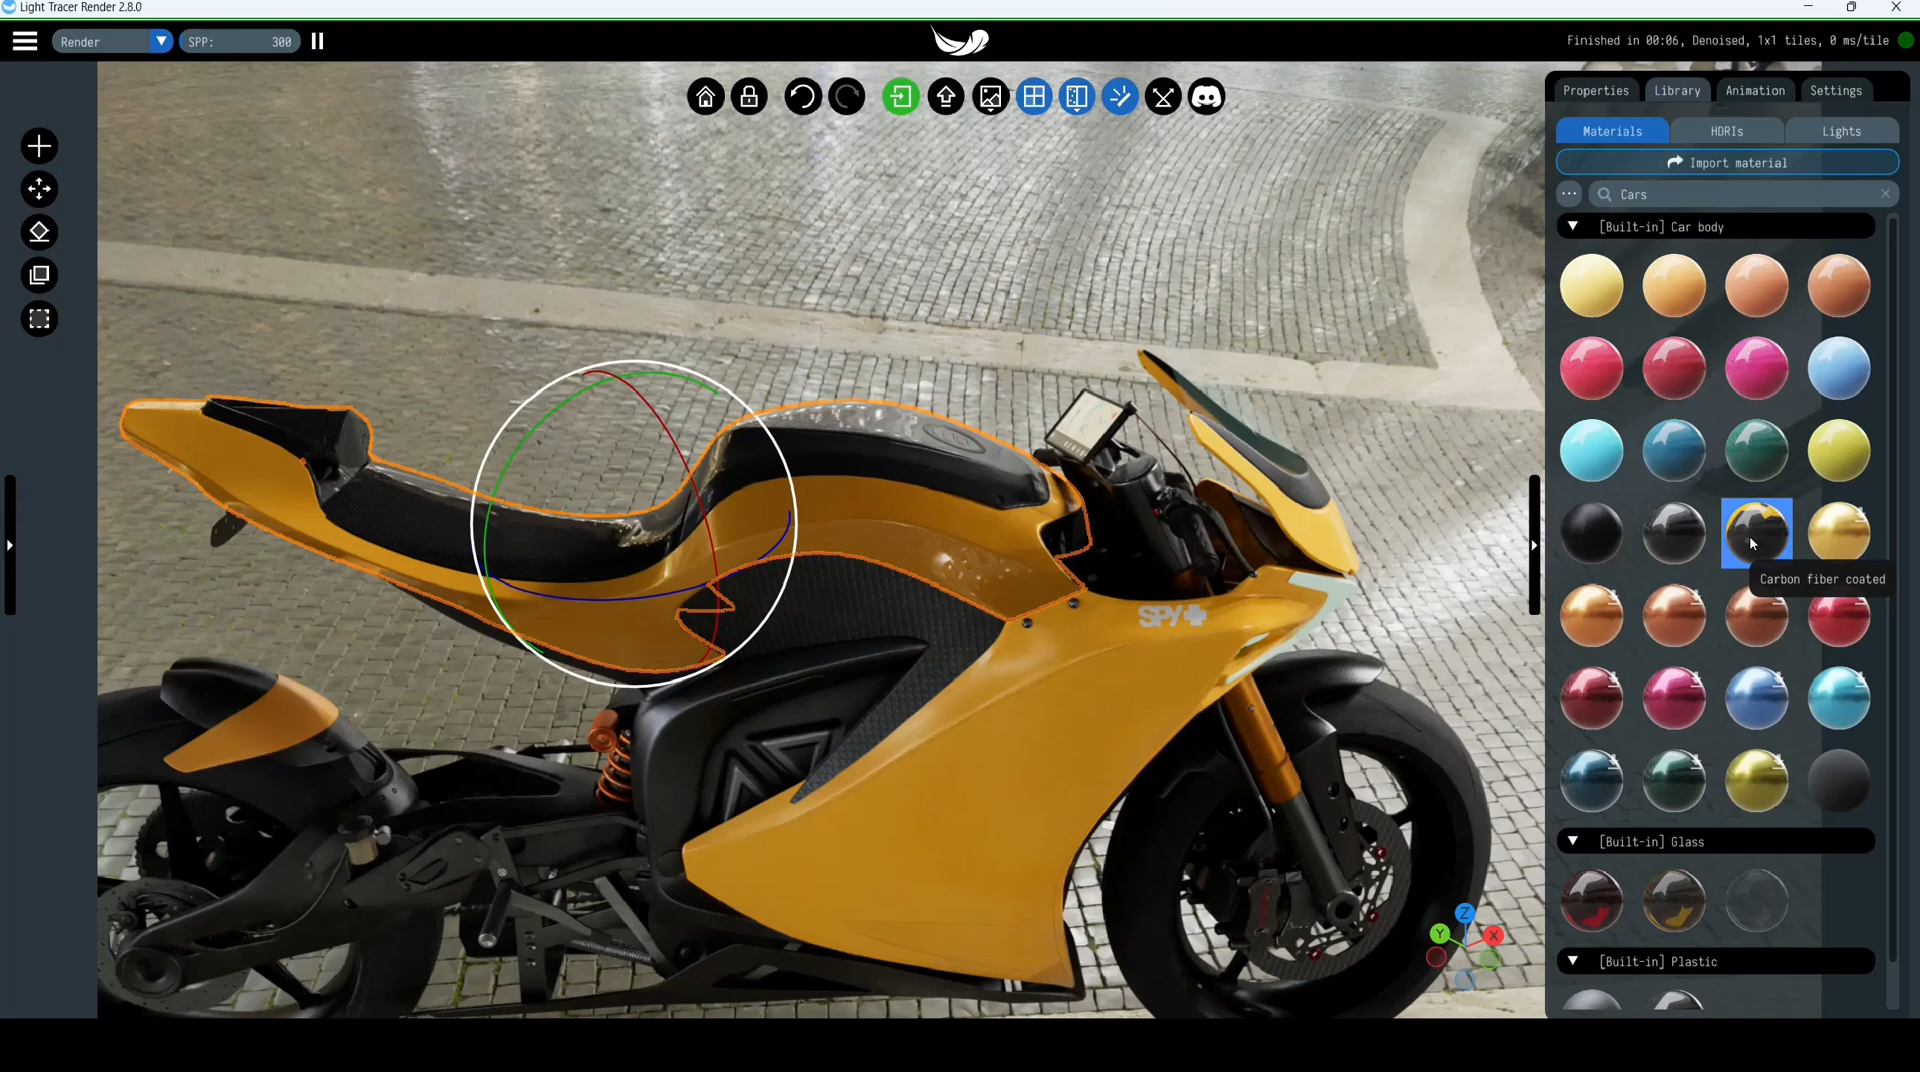 Light Tracer Render 2.8.0
Render
SPP: 300
Finished in 00:06, Denoised, 1x1 tiles, 0 ms/tile
Properties
Library
Animation
Settings
Materials
HDRIs
Lights
Import material
Cars
[Built-in] Car body
Carbon fiber coated
[Built-in] Glass
[Built-in] Plastic
SPY
Z
Y
X